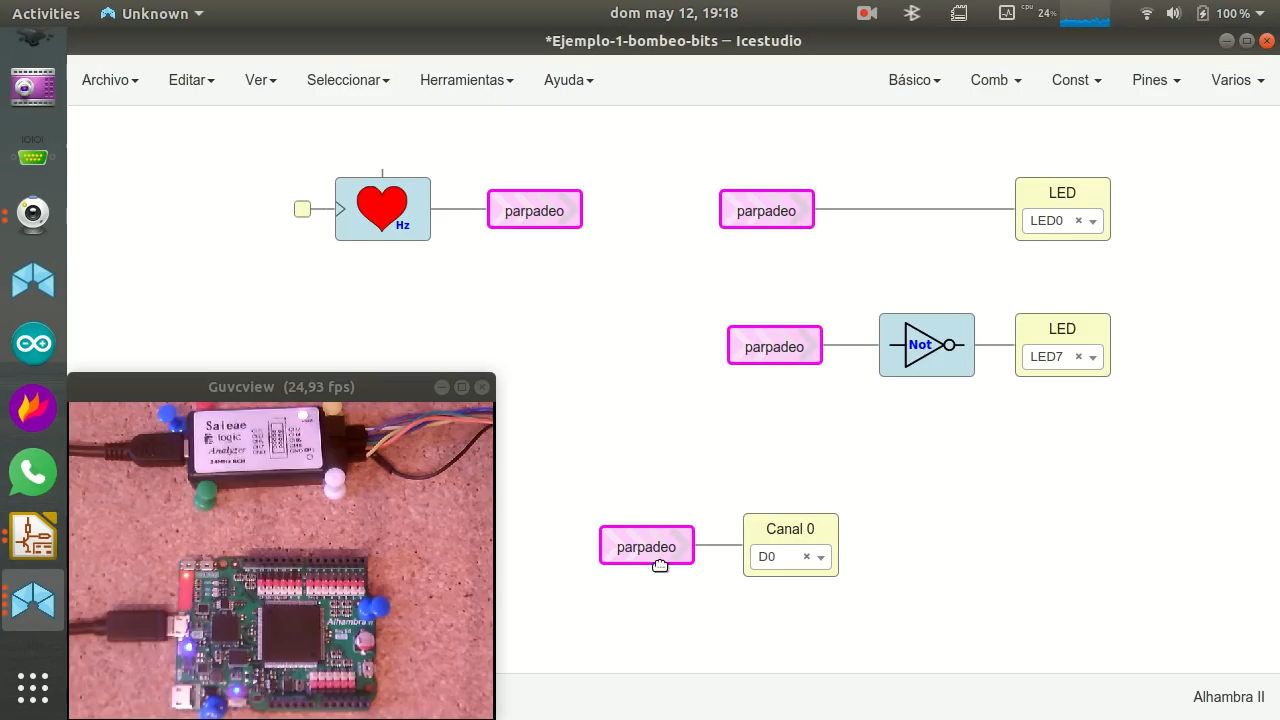 Activities
Unknown
dom may 12, 19:18
cpu
24%
100 %
*Ejemplo-1-bombeo-bits – Icestudio
Archivo
Editar
Ver
Seleccionar
Herramientas
Ayuda
Básico
Comb
Const
Pines
Varios
Hz
parpadeo
parpadeo
LED
LED0
parpadeo
Not
LED
LED7
Guvcview (24,93 fps)
Saleae
logic
Analyzer
parpadeo
Canal 0
D0
Alhambra II
Alhambra II